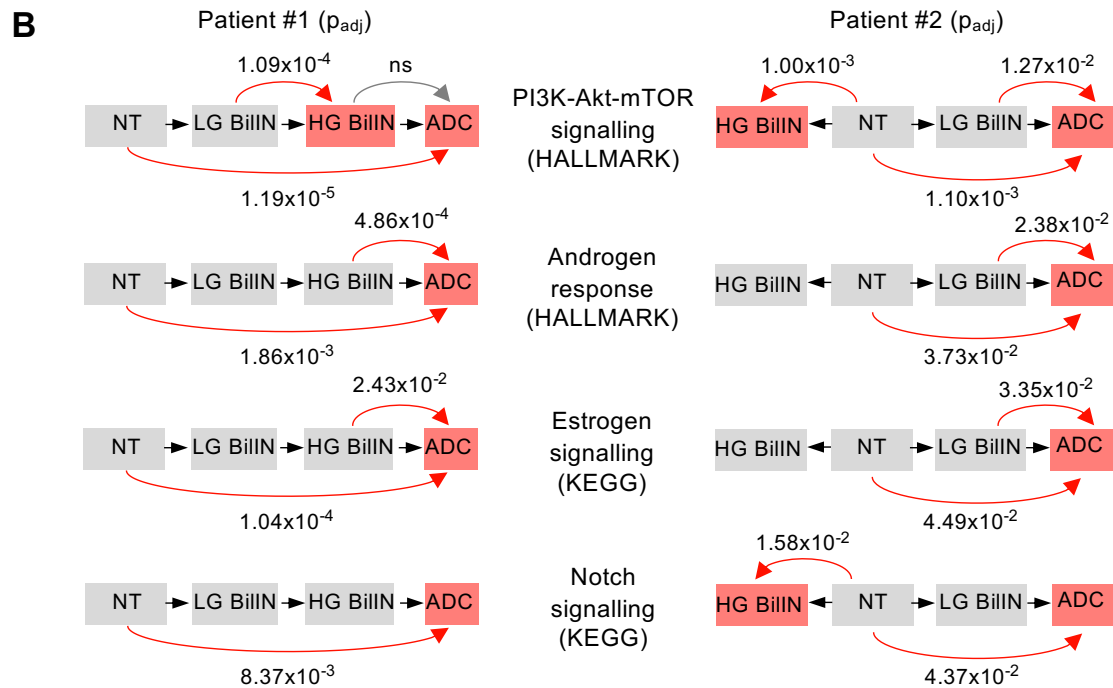 B
Patient #1 (padj)
Patient #2 (padj)
1.09x10-4
ns
NT
LG BilIN
HG BilIN
ADC
1.19x10-5
PI3K-Akt-mTOR
signalling
(HALLMARK)
1.00x10-3
1.27x10-2
HG BilIN
NT
LG BilIN
ADC
1.10x10-3
4.86x10-4
NT
LG BilIN
HG BilIN
ADC
1.86x10-3
Androgen
response
(HALLMARK)
2.38x10-2
HG BilIN
NT
LG BilIN
ADC
3.73x10-2
2.43x10-2
NT
LG BilIN
HG BilIN
ADC
1.04x10-4
Estrogen
signalling
(KEGG)
3.35x10-2
HG BilIN
NT
LG BilIN
ADC
4.49x10-2
NT
LG BilIN
HG BilIN
ADC
8.37x10-3
Notch
signalling
(KEGG)
1.58x10-2
HG BilIN
NT
LG BilIN
ADC
4.37x10-2